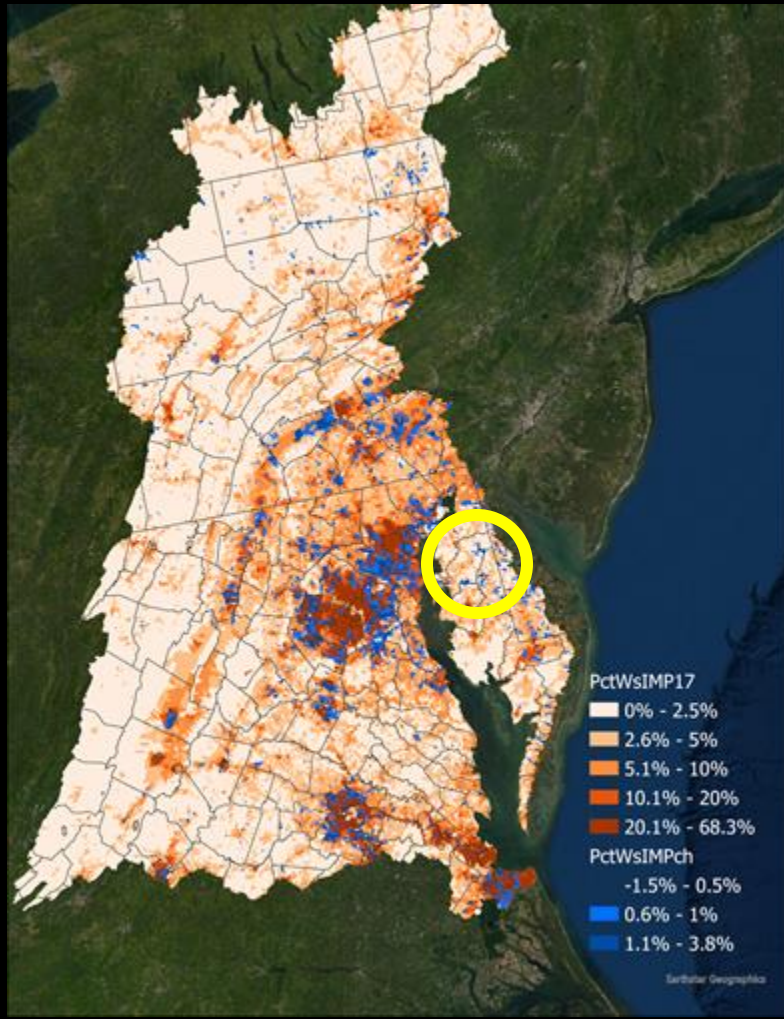 PctWsIMP17
0% - 2.5%
2.6% - 5%
5.1% - 10%
10.1% - 20%
20.1% - 68.3%
PctWsIMPch
-1.5% - 0.5%
0.6% - 1%
1.1% - 3.8%
Earthstar Geographics